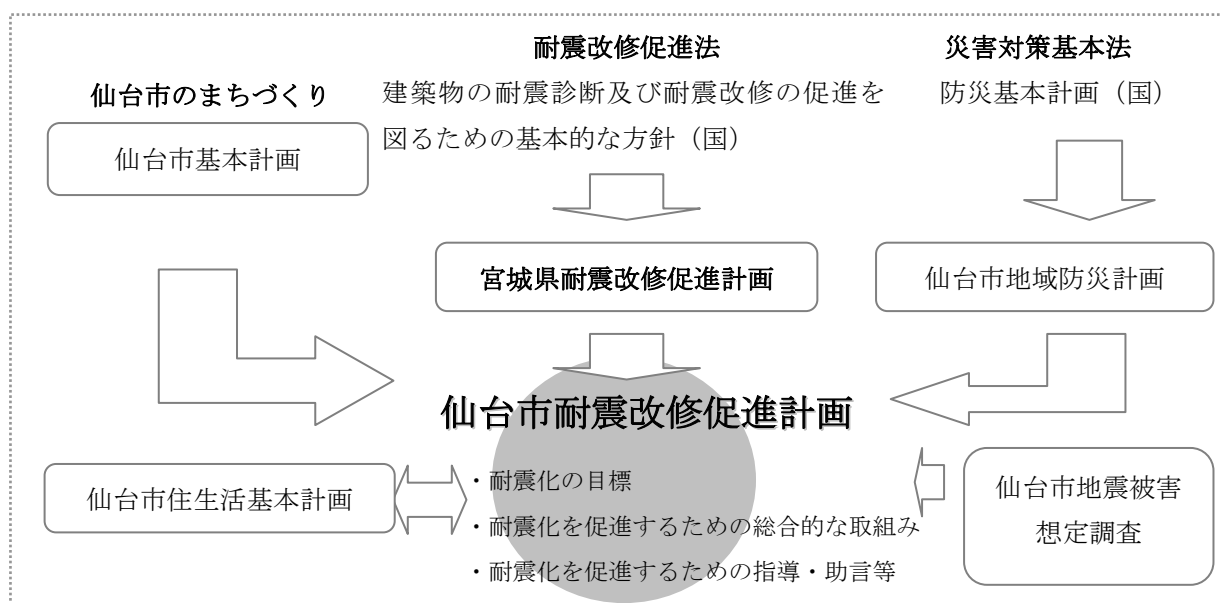 仙台市のまちづくり
仙台市基本計画
耐震改修促進法
建築物の耐震診断及び耐震改修の促進を
図るための基本的な方針（国）
災害対策基本法
防災基本計画（国）
宮城県耐震改修促進計画
仙台市地域防災計画
仙台市耐震改修促進計画
仙台市住生活基本計画
・耐震化の目標
・耐震化を促進するための総合的な取組み
・耐震化を促進するための指導・助言等
仙台市地震被害
想定調査